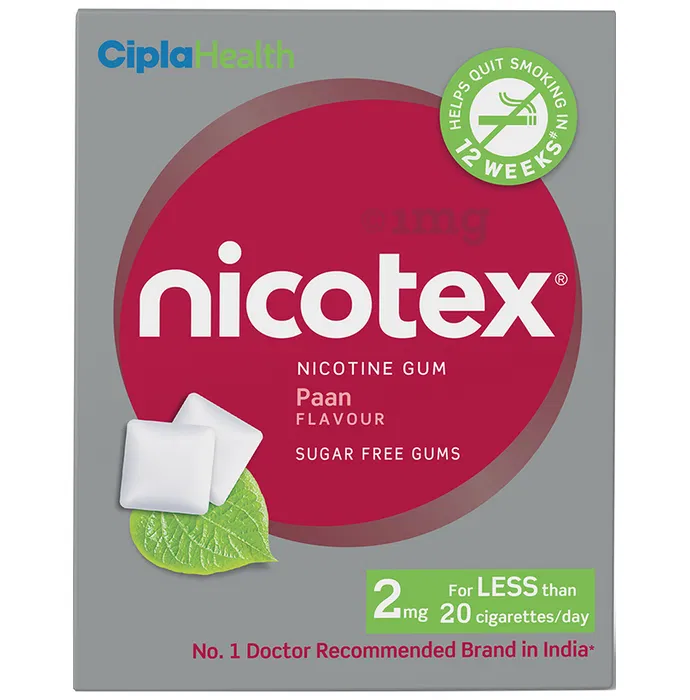 CiplaHealth
HELPS QUIT SMOKING IN
12 WEEKS#
1mg
nicotex®
NICOTINE GUM
Paan
FLAVOUR
SUGAR FREE GUMS
2mg
For LESS than
20 cigarettes/day
No. 1 Doctor Recommended Brand in India*